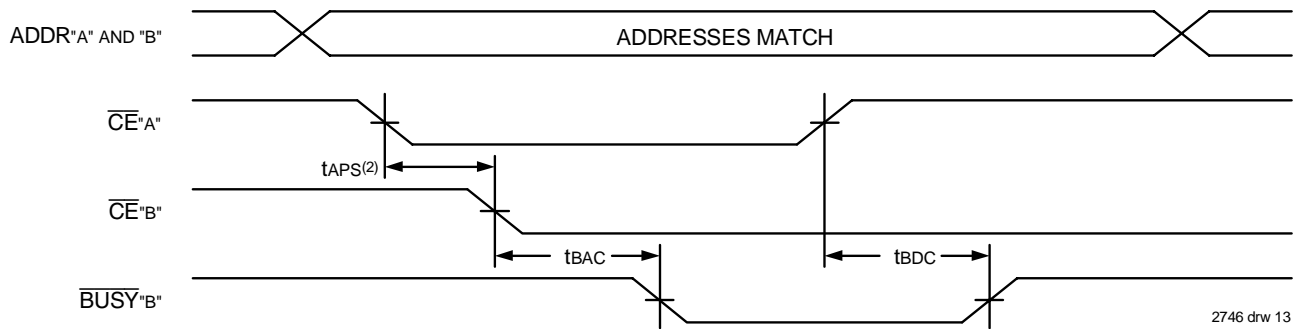 ADDR"A" AND "B"
ADDRESSES MATCH
CE"A"
tAPS(2)
CE"B"
tBAC
tBDC
BUSY"B"
2746 drw 13